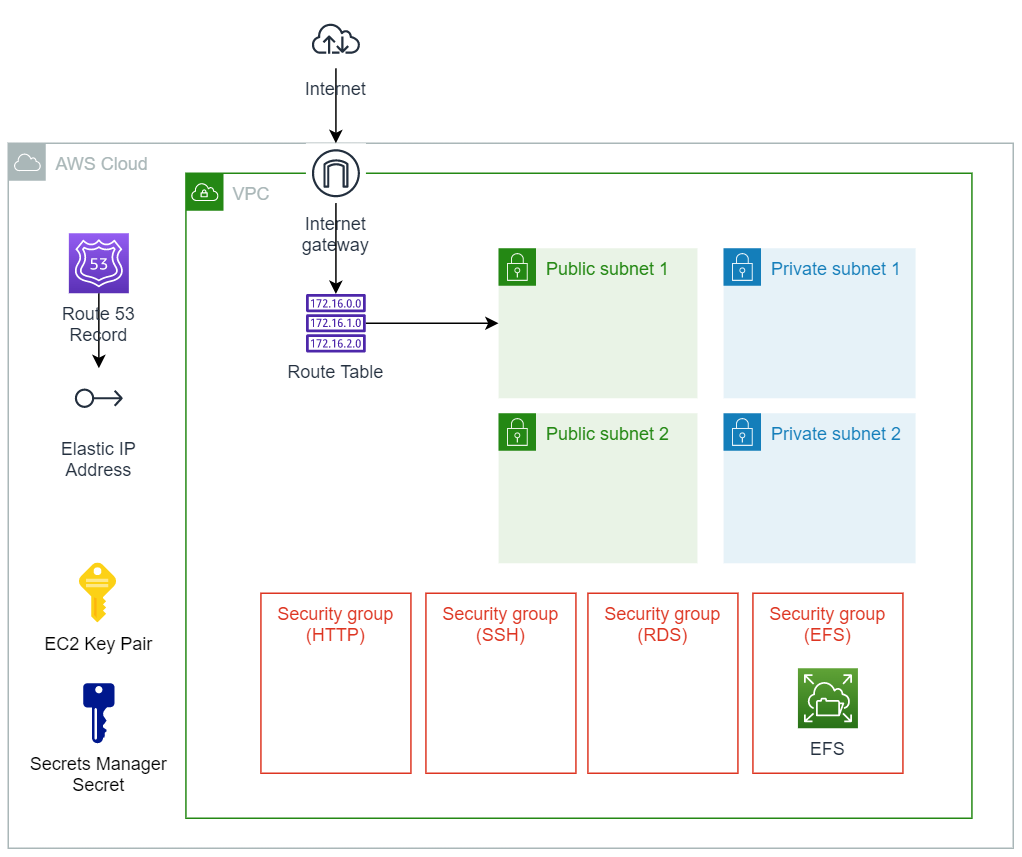 Internet
AWS Cloud
VPC
Internet
gateway
53
Route 53
Record
172.16.0.0
172.16.1.0
172.16.2.0
Route Table
Public subnet 1
Private subnet 1
Elastic IP
Address
Public subnet 2
Private subnet 2
EC2 Key Pair
Security group
(HTTP)
Security group
(SSH)
Security group
(RDS)
Security group
(EFS)
EFS
Secrets Manager
Secret